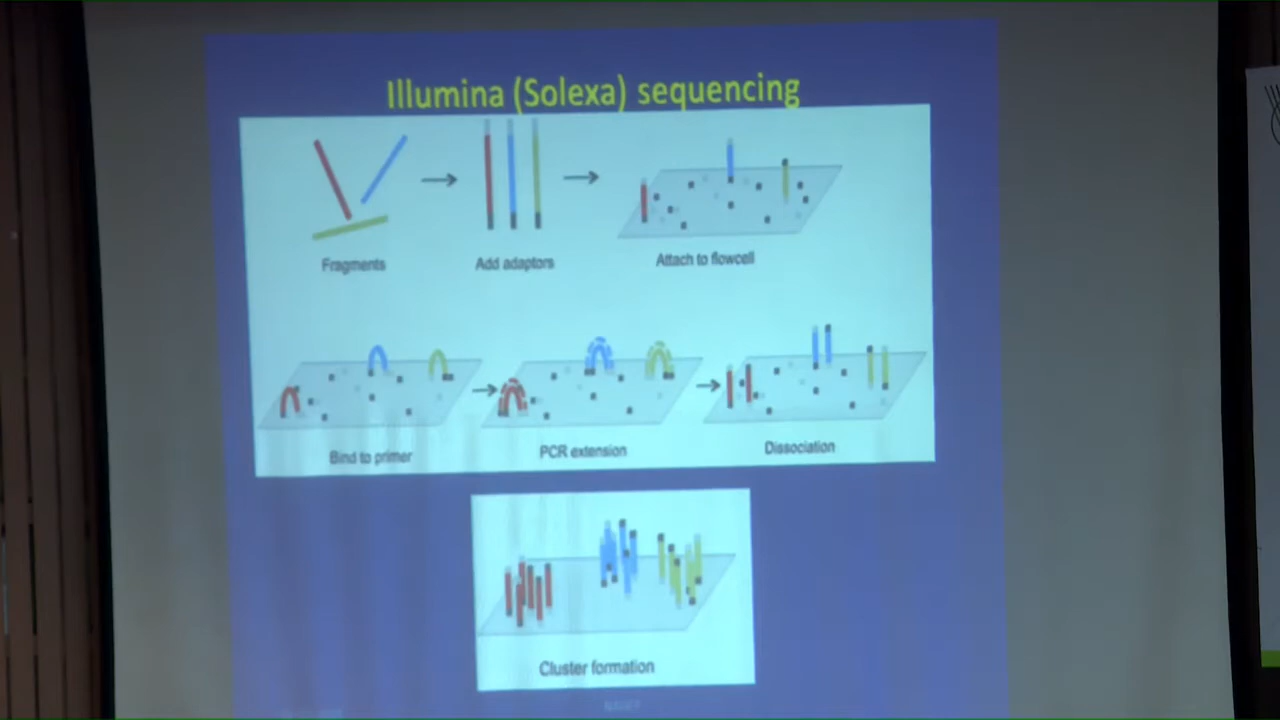 Illumina (Solexa) sequencing
Fragments
Add adaptors
Attach to flowcell
Bind to primer
PCR extension
Dissociation
Cluster formation